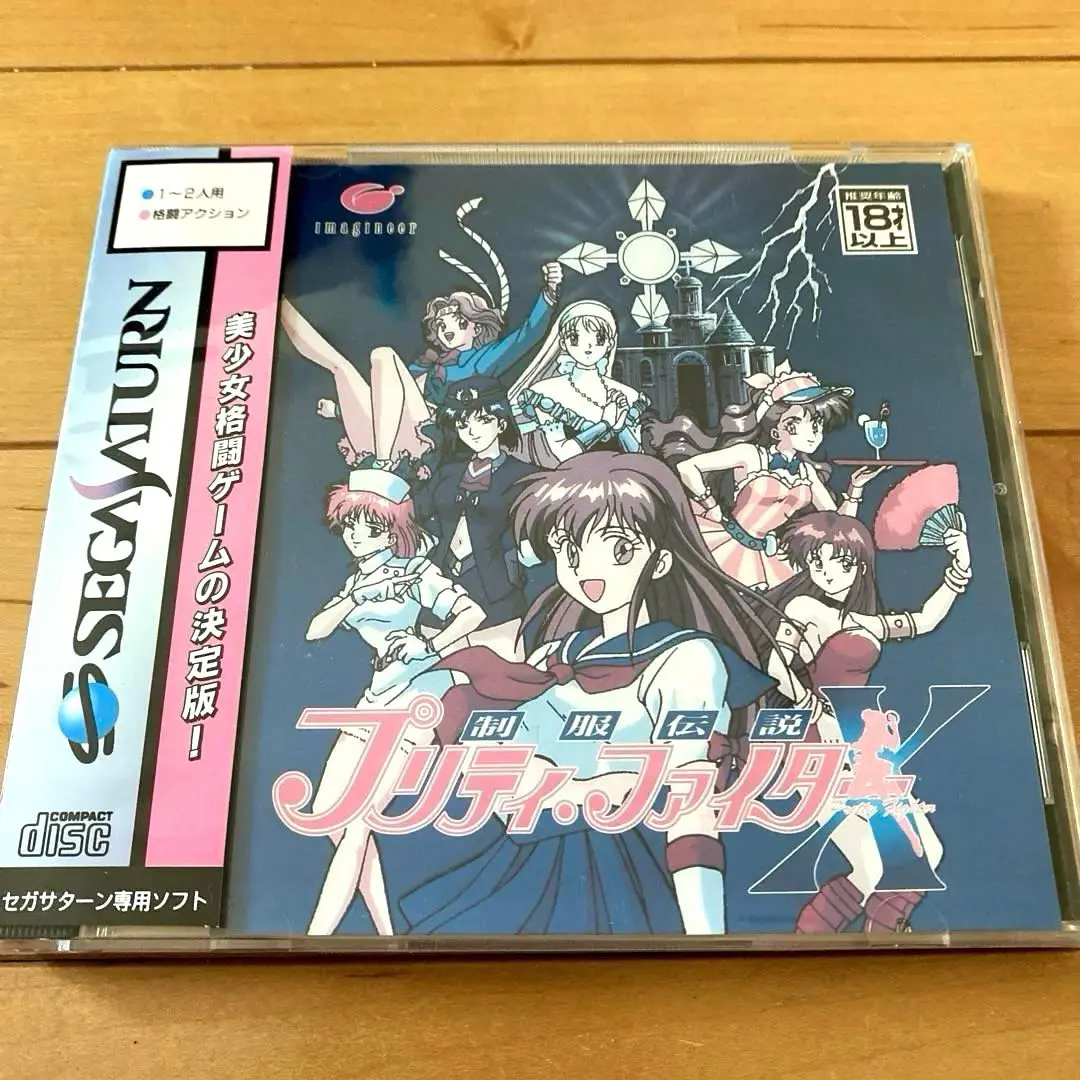 1〜2人用
格闘アクション
SEGA SATURN
美少女格闘ゲームの決定版！
COMPACT
disc
セガサターン専用ソフト
imagineer
推奨年齢
18才
以上
制服伝説
プリティ・ファイター
X